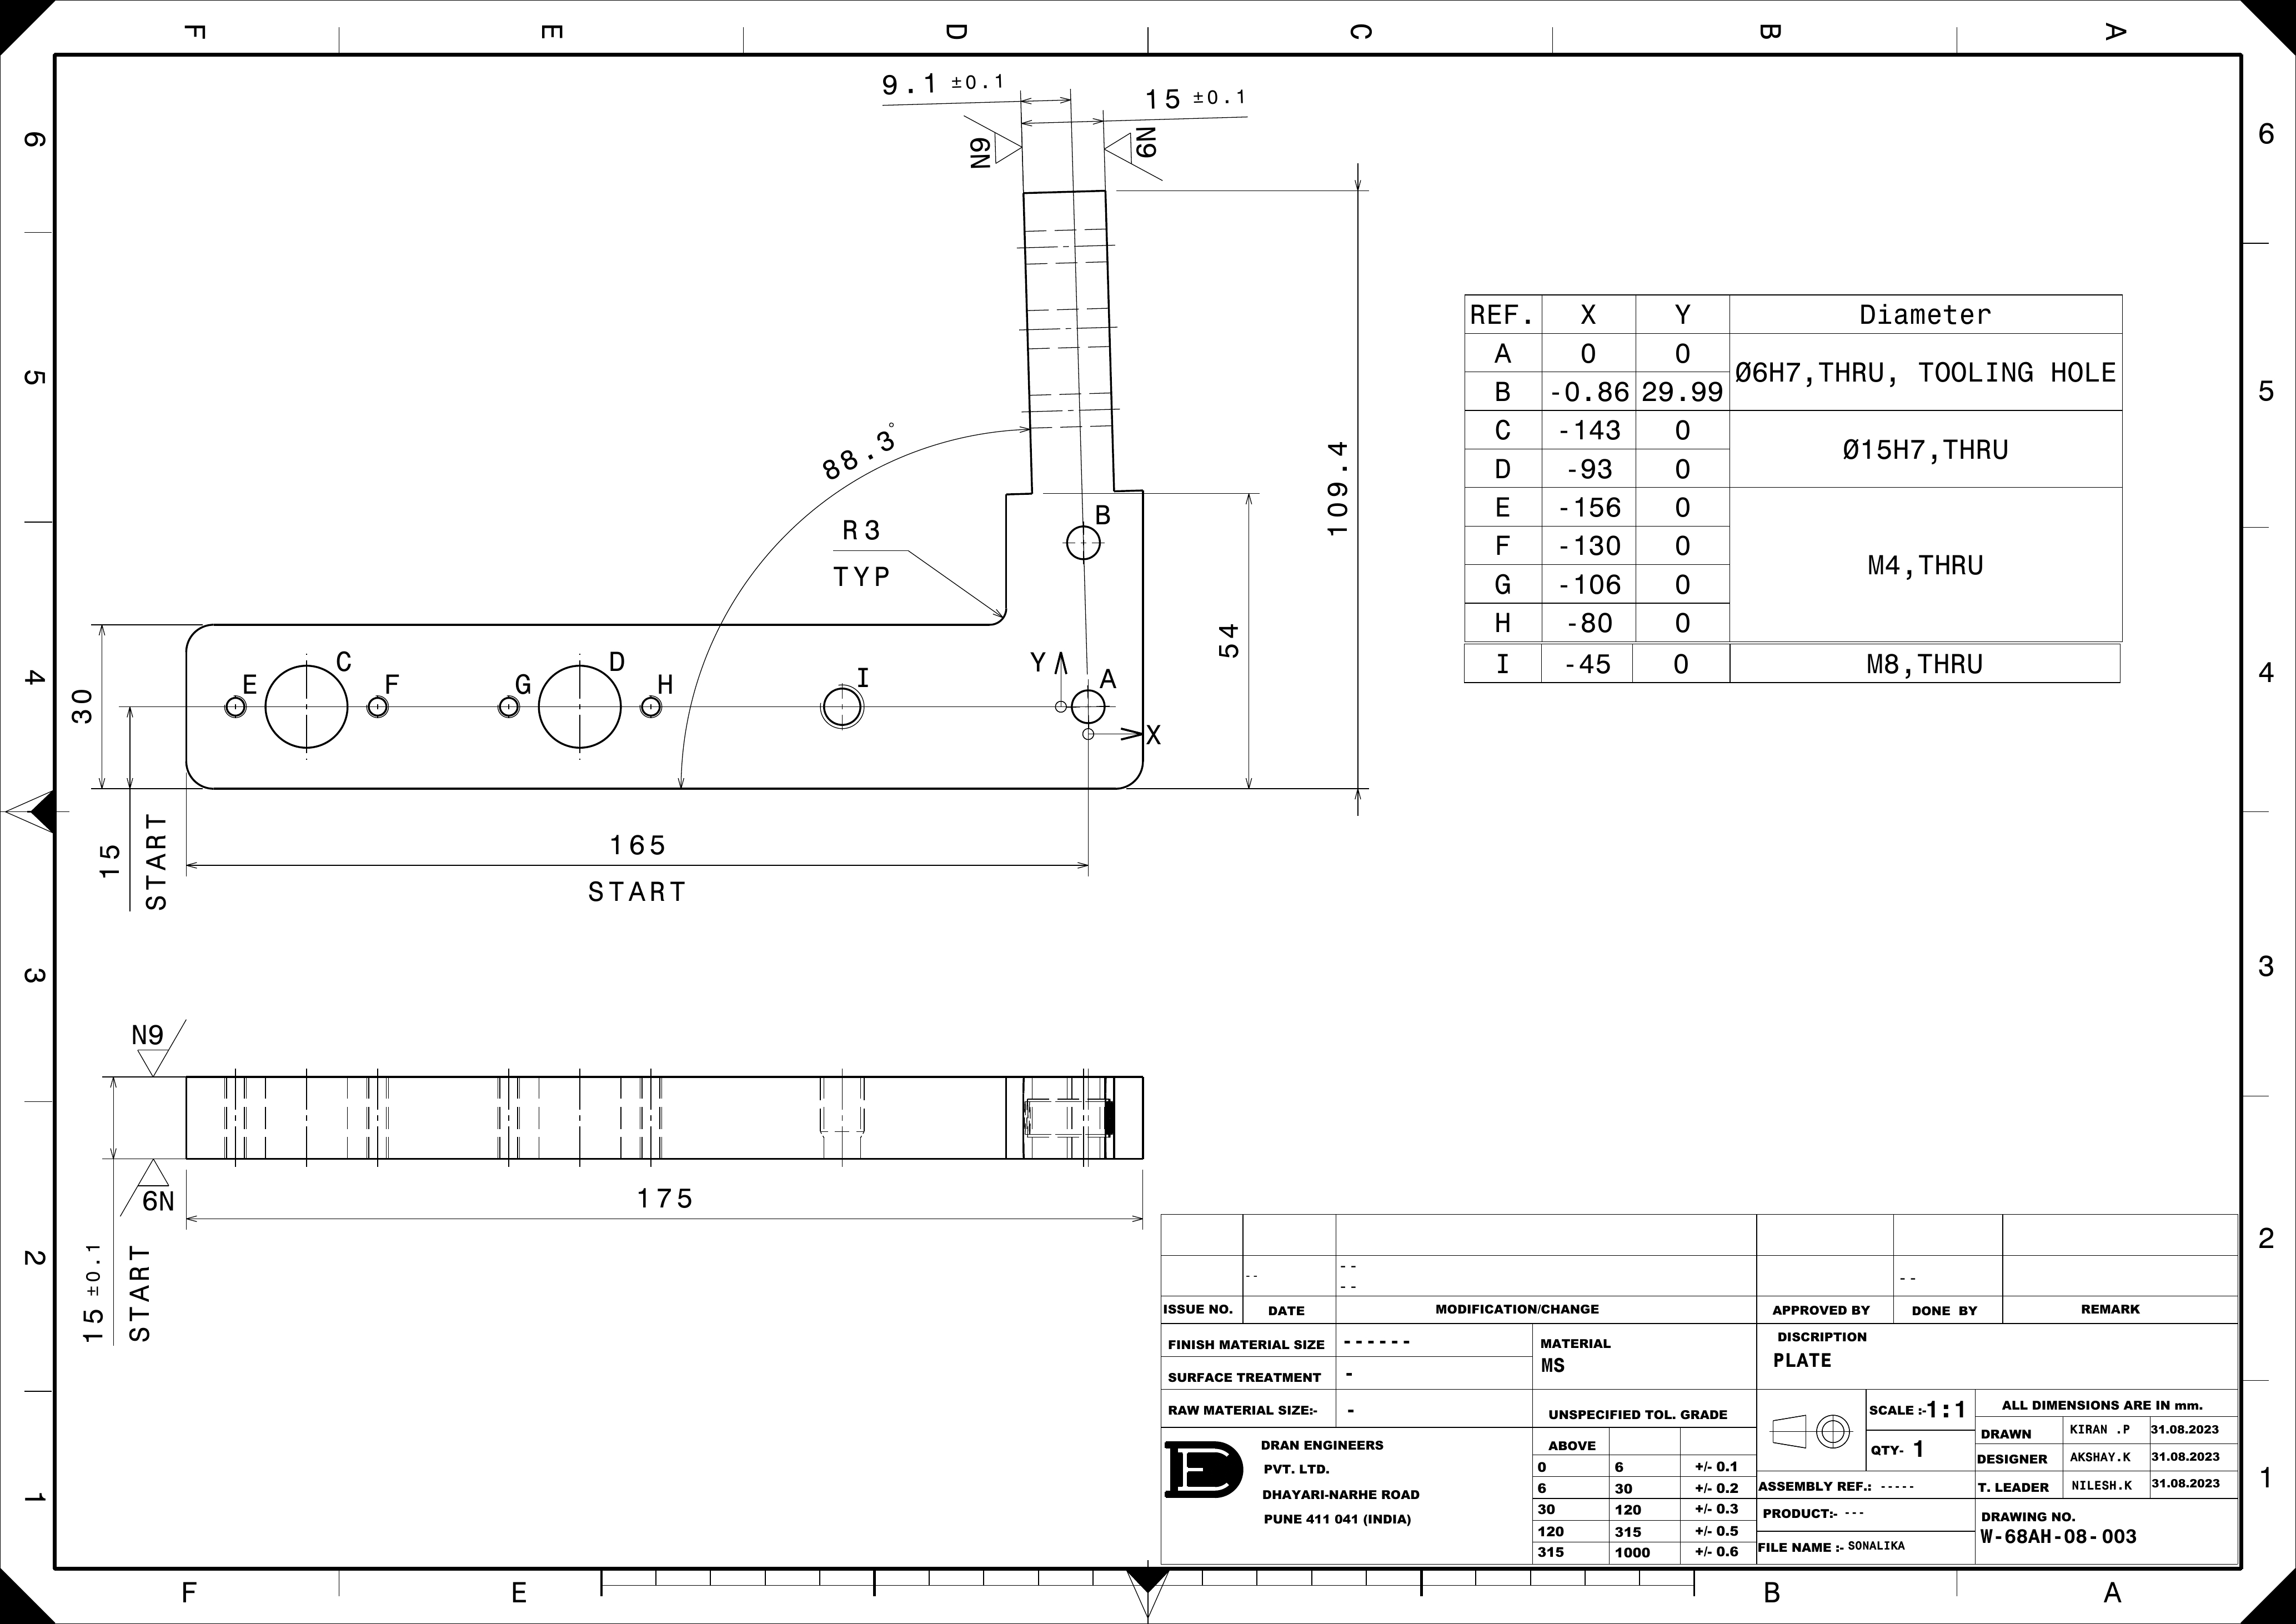 F E D C B A
6 6
5 5
4 4
3 3
2 2
1 1
9.1 ±0.1
15 ±0.1
N9
N9
88.3°
R3
TYP
109.4
54
B
A
Y
X
E C F G D H I
30
15
START
165
START
REF. X Y Diameter
A 0 0 Ø6H7,THRU, TOOLING HOLE
B -0.86 29.99
C -143 0 Ø15H7,THRU
D -93 0
E -156 0 M4,THRU
F -130 0
G -106 0
H -80 0
I -45 0 M8,THRU
N9
N9
15 ±0.1
START
175
--
--
--
--
ISSUE NO. DATE MODIFICATION/CHANGE APPROVED BY DONE BY REMARK
FINISH MATERIAL SIZE ------
SURFACE TREATMENT -
RAW MATERIAL SIZE:- -
MATERIAL
MS
DISCRIPTION
PLATE
UNSPECIFIED TOL. GRADE
ABOVE
0 6 +/- 0.1
6 30 +/- 0.2
30 120 +/- 0.3
120 315 +/- 0.5
315 1000 +/- 0.6
DRAN ENGINEERS
PVT. LTD.
DHAYARI-NARHE ROAD
PUNE 411 041 (INDIA)
SCALE :-1:1
QTY- 1
ALL DIMENSIONS ARE IN mm.
DRAWN KIRAN .P 31.08.2023
DESIGNER AKSHAY.K 31.08.2023
T. LEADER NILESH.K 31.08.2023
ASSEMBLY REF.: -----
PRODUCT:- ---
FILE NAME :- SONALIKA
DRAWING NO.
W-68AH-08-003
F E B A